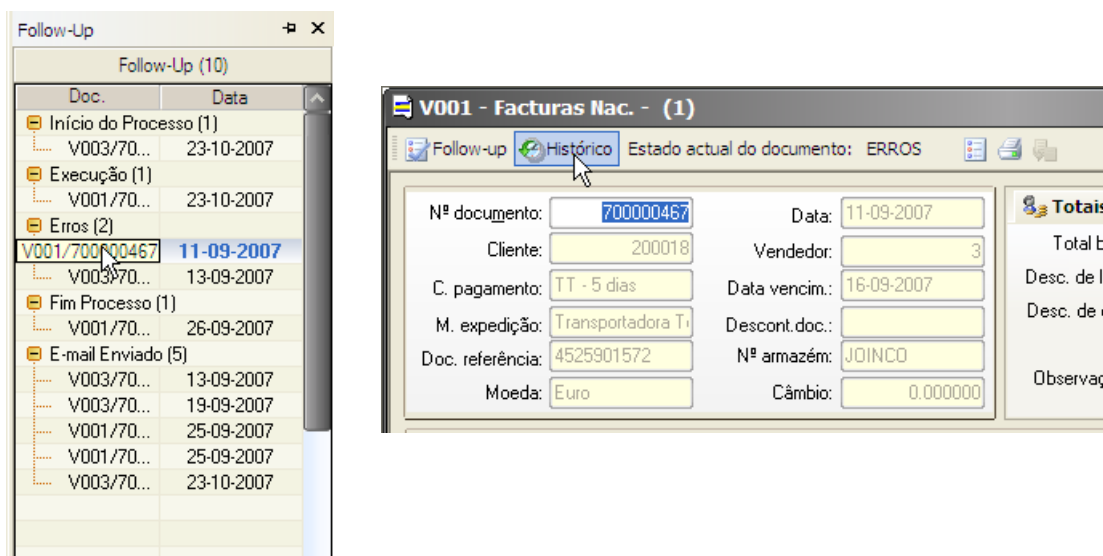 Follow-Up
Follow-Up (10)
Doc. Data
Início do Processo (1)
V003/70... 23-10-2007
Execução (1)
V001/70... 23-10-2007
Erros (2)
V001/700000467 11-09-2007
V003/70... 13-09-2007
Fim Processo (1)
V001/70... 26-09-2007
E-mail Enviado (5)
V003/70... 13-09-2007
V003/70... 19-09-2007
V001/70... 25-09-2007
V001/70... 25-09-2007
V003/70... 23-10-2007
V001 - Facturas Nac. - (1)
Follow-up Histórico Estado actual do documento: ERROS
Nº documento: 700000467 Data: 11-09-2007
Cliente: 200018 Vendedor: 3
C. pagamento: TT - 5 dias Data vencim.: 16-09-2007
M. expedição: Transportadora Descont.doc.:
Doc. referência: 4525901572 Nº armazém: JOINCO
Moeda: Euro Câmbio: 0.000000
Totais
Total
Desc. de
Desc. de